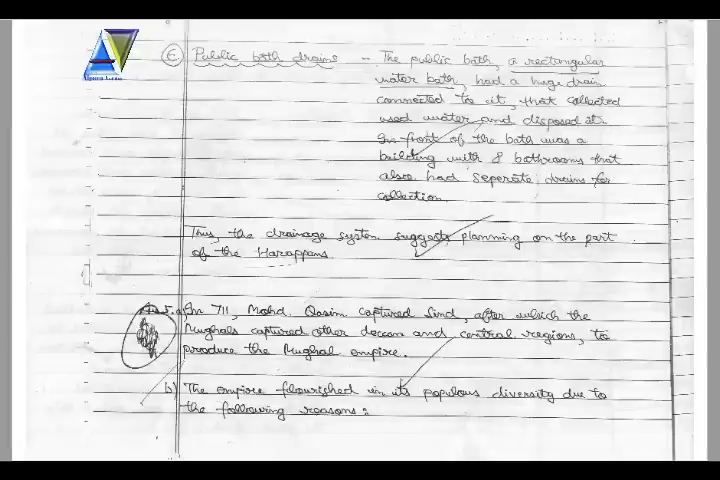 E Public bath drains - The public bath, a rectangular
water bath, had a huge drain
connected to it, that collected
used water and disposed it.
In front of the bath was a
building with 8 bathrooms that
also had seperate drains for
collection.
Thus, the drainage system suggests planning on the part
of the Harappans
Ans 5. a) In 711, Mohd. Qasim captured Sind, after which the
Mughals captured other deccan and central regions, to
produce the Mughal empire.
b) The empire flourished in its populous diversity due to
the following reasons: